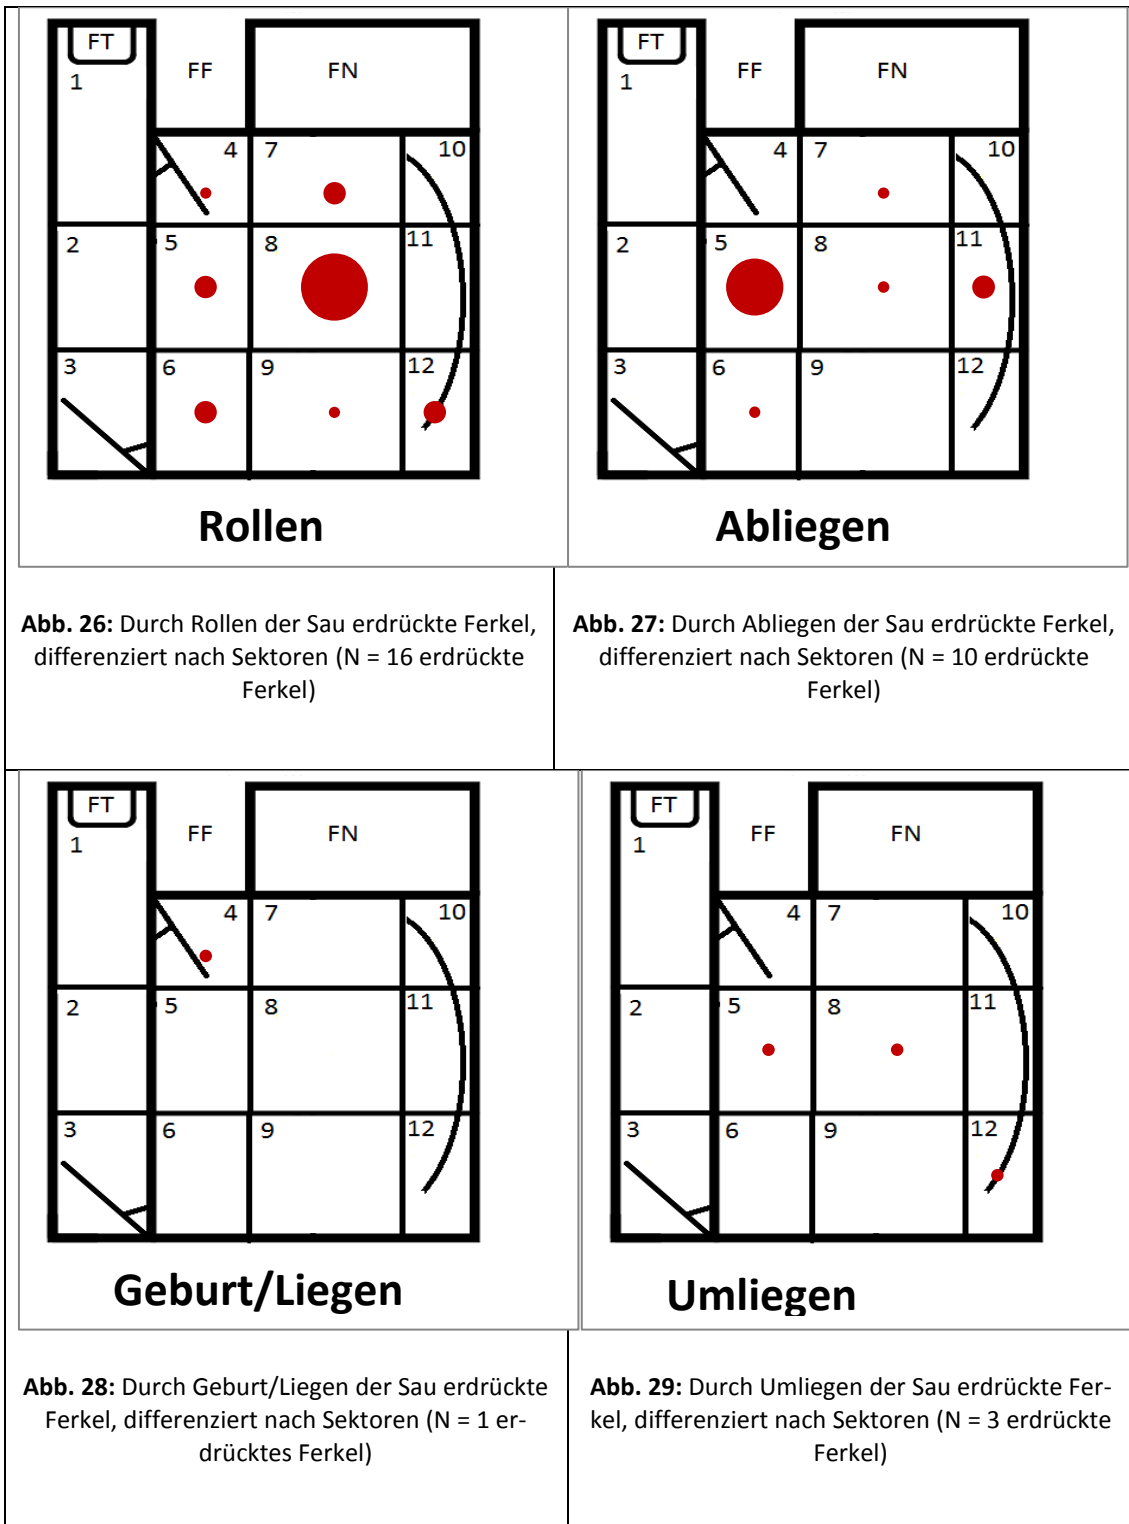 FT
1
FF
FN
4
7
10
2
5
8
11
3
6
9
12
Rollen
FT
1
FF
FN
4
7
10
2
5
8
11
3
6
9
12
Abliegen
Abb. 26: Durch Rollen der Sau erdrückte Ferkel,
differenziert nach Sektoren (N = 16 erdrückte
Ferkel)
Abb. 27: Durch Abliegen der Sau erdrückte Ferkel,
differenziert nach Sektoren (N = 10 erdrückte
Ferkel)
FT
1
FF
FN
4
7
10
2
5
8
11
3
6
9
12
Geburt/Liegen
FT
1
FF
FN
4
7
10
2
5
8
11
3
6
9
12
Umliegen
Abb. 28: Durch Geburt/Liegen der Sau erdrückte
Ferkel, differenziert nach Sektoren (N = 1 er-
drücktes Ferkel)
Abb. 29: Durch Umliegen der Sau erdrückte Fer-
kel, differenziert nach Sektoren (N = 3 erdrückte
Ferkel)